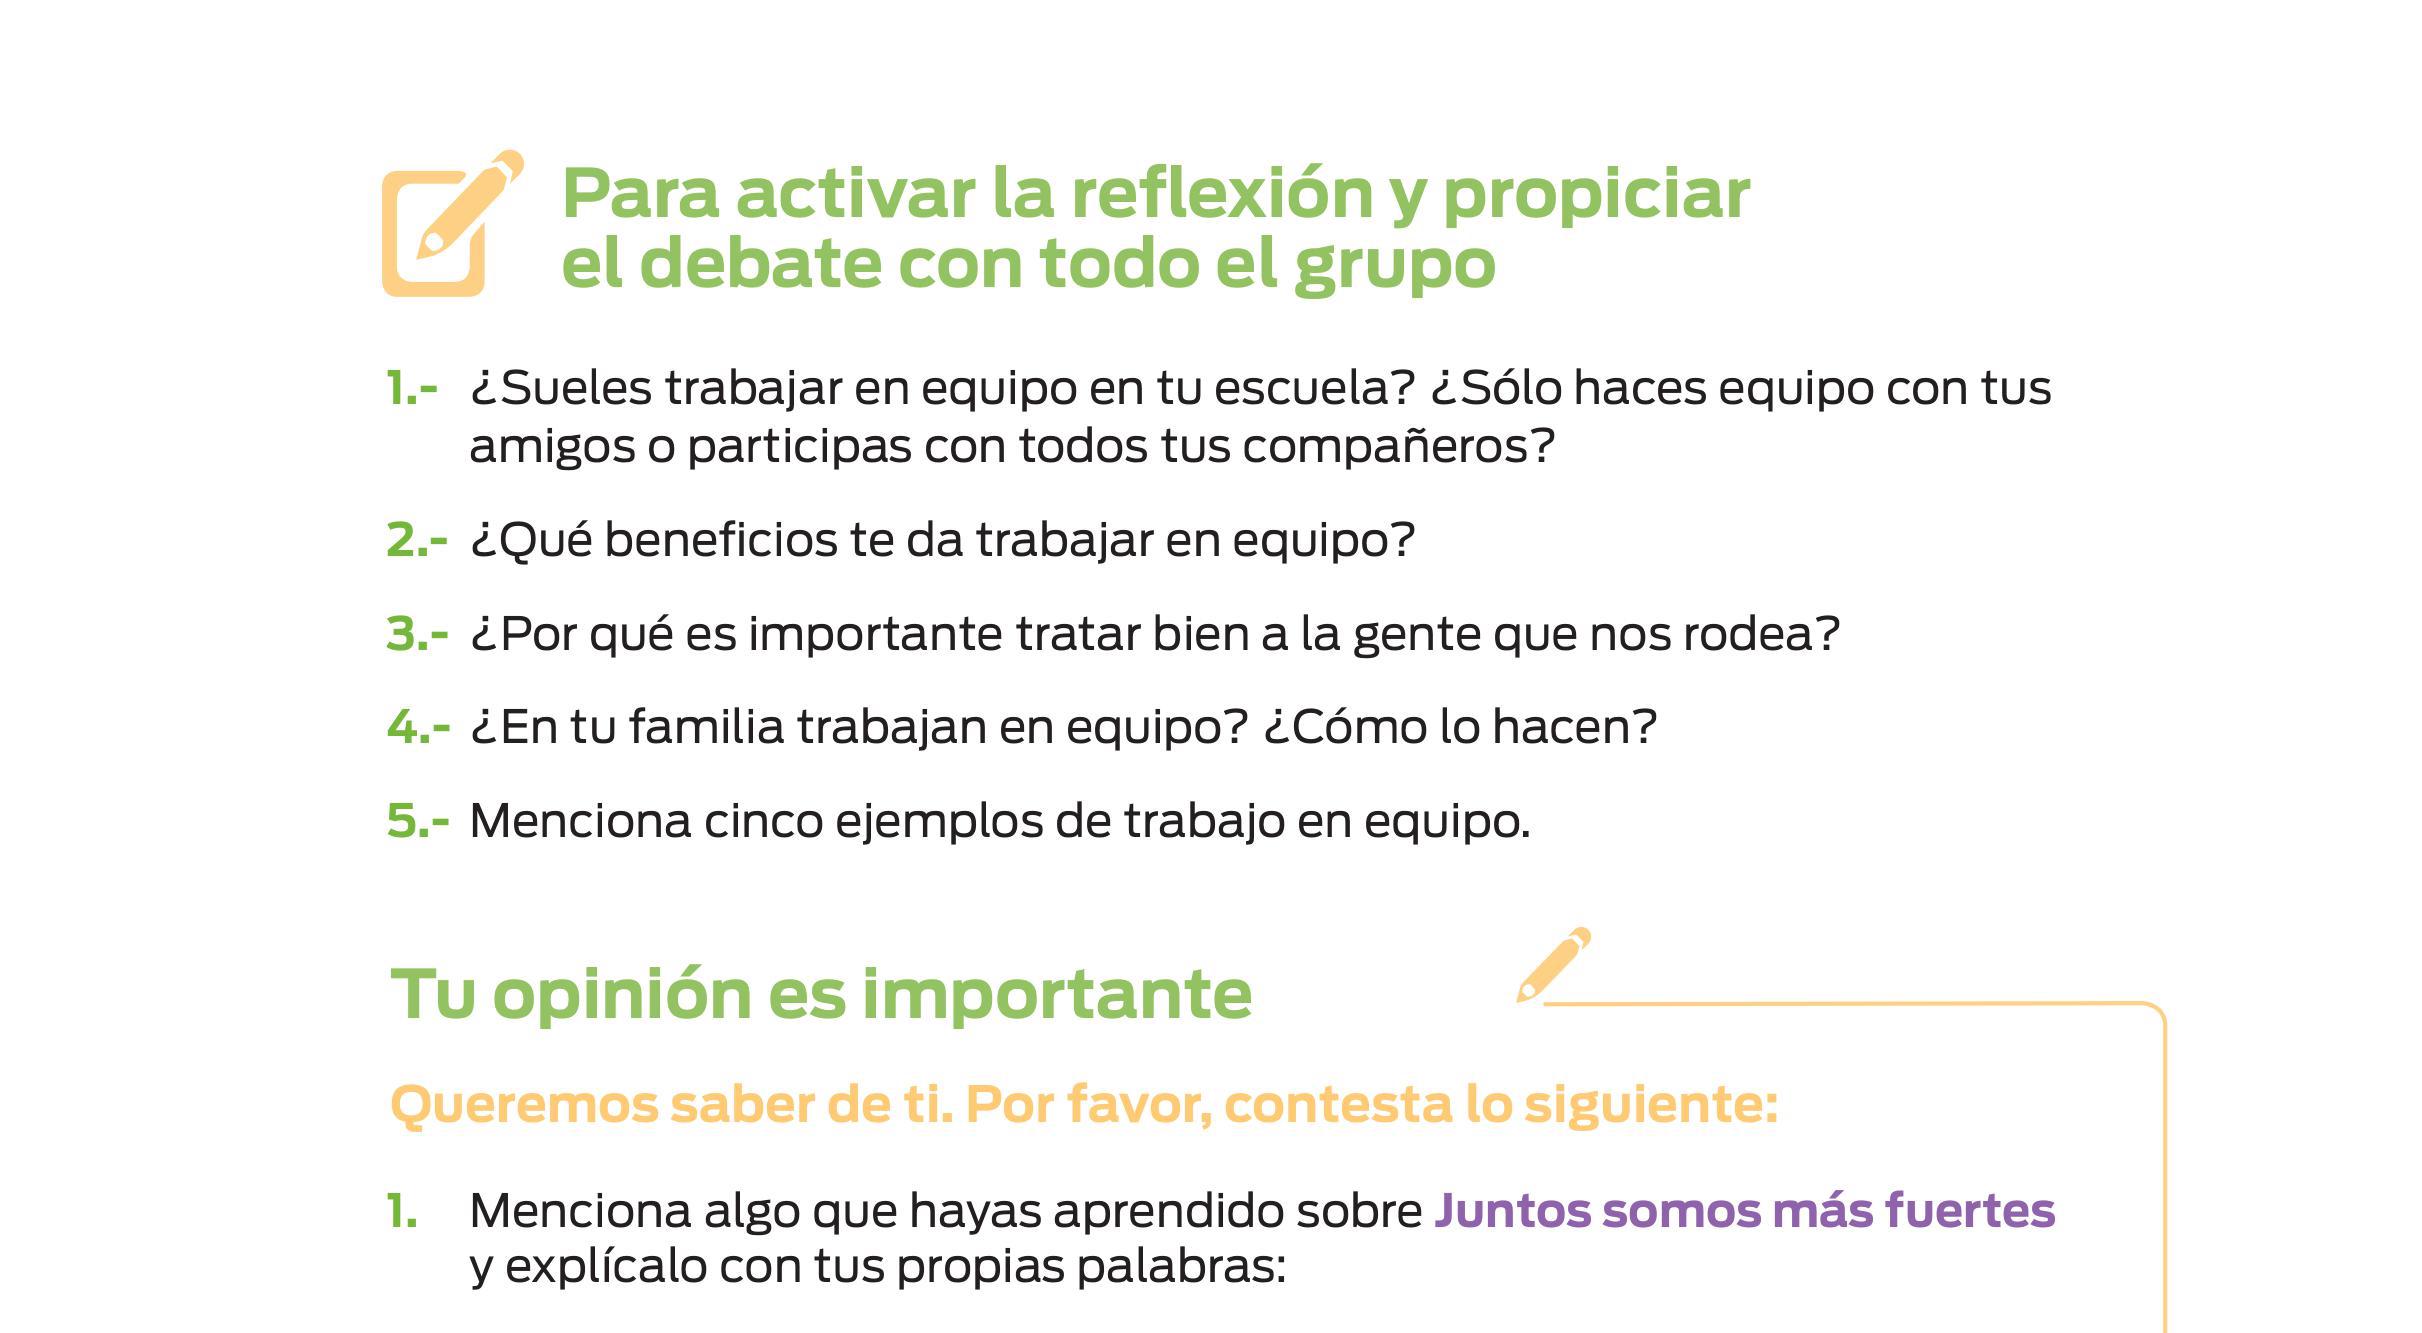 Para activar la reflexión y propiciar
el debate con todo el grupo
1.- ¿Sueles trabajar en equipo en tu escuela? ¿Sólo haces equipo con tus
amigos o participas con todos tus compañeros?
2.- ¿Qué beneficios te da trabajar en equipo?
3.- ¿Por qué es importante tratar bien a la gente que nos rodea?
4.- ¿En tu familia trabajan en equipo? ¿Cómo lo hacen?
5.- Menciona cinco ejemplos de trabajo en equipo.
Tu opinión es importante
Queremos saber de ti. Por favor, contesta lo siguiente:
1. Menciona algo que hayas aprendido sobre Juntos somos más fuertes
y explícalo con tus propias palabras: